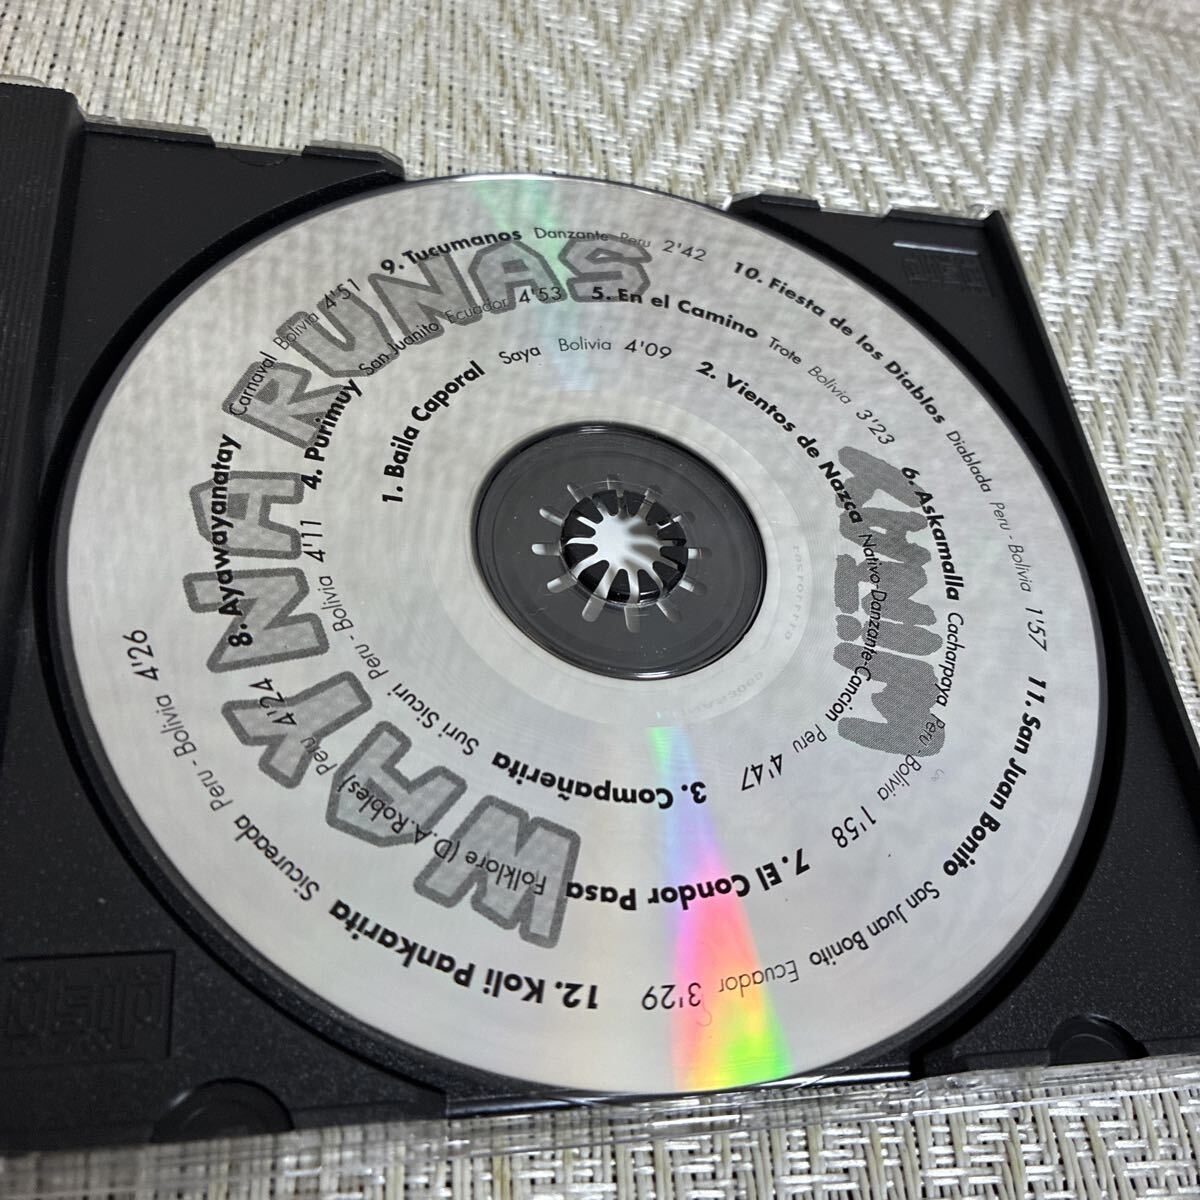 WAYNA RUNAS
1. Baila Caporal Saya Bolivia 4'09
2. Vientos de Nazca Nativo-Danzante-Cancion Peru 4'47
3. Compañerita Suri Sicuri Peru - Bolivia 4'11
4. Purimuy San Juanito Ecuador 4'53
5. En el Camino Trote Bolivia 3'23
6. Askamalla Cacharpaya Peru - Bolivia 1'58
7. El Condor Pasa Folklore (D.A.Robles) Peru 4'24
8. Ayawayanatay Carnaval Bolivia 4'51
9. Tucumanos Danzante Peru 2'42
10. Fiesta de los Diablos Diablada Peru - Bolivia 1'57
11. San Juan Bonito San Juan Bonito Ecuador 3'29
12. Koli Pankarita Sicureada Peru - Bolivia 4'26
disc